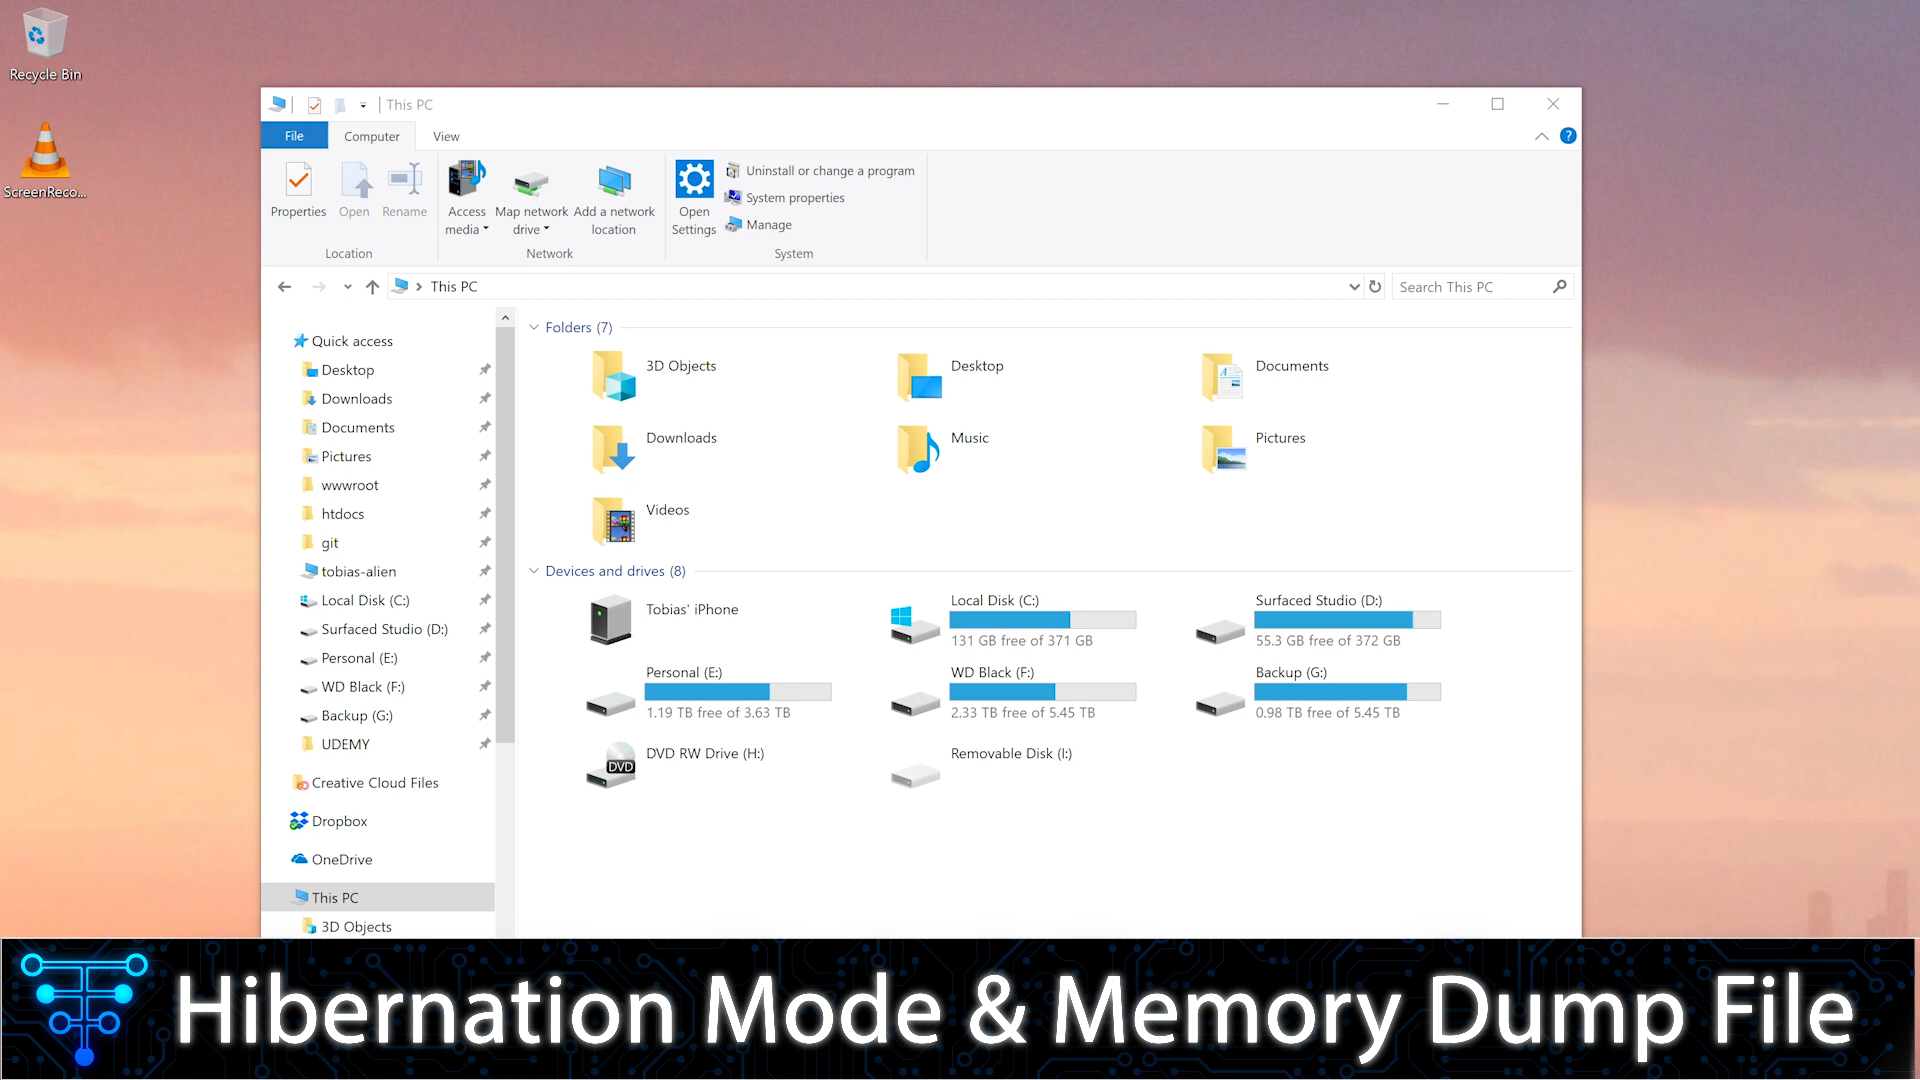 Recycle Bin
ScreenReco...
This PC
File
Computer
View
Properties
Open
Rename
Access media
Map network drive
Add a network location
Open Settings
Uninstall or change a program
System properties
Manage
Location
Network
System
This PC
Search This PC
Quick access
Desktop
Downloads
Documents
Pictures
wwwroot
htdocs
git
tobias-alien
Local Disk (C:)
Surfaced Studio (D:)
Personal (E:)
WD Black (F:)
Backup (G:)
UDEMY
Creative Cloud Files
Dropbox
OneDrive
This PC
3D Objects
Folders (7)
3D Objects
Desktop
Documents
Downloads
Music
Pictures
Videos
Devices and drives (8)
Tobias' iPhone
Local Disk (C:)
131 GB free of 371 GB
Surfaced Studio (D:)
55.3 GB free of 372 GB
Personal (E:)
1.19 TB free of 3.63 TB
WD Black (F:)
2.33 TB free of 5.45 TB
Backup (G:)
0.98 TB free of 5.45 TB
DVD
DVD RW Drive (H:)
Removable Disk (I:)
Hibernation Mode & Memory Dump File